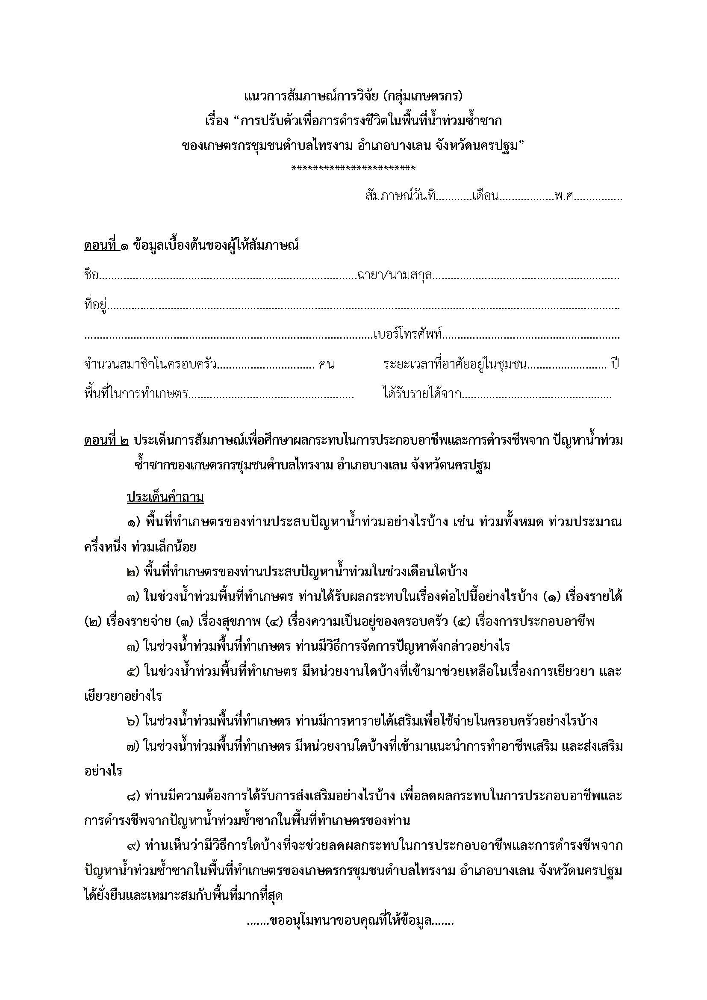 แนวการสัมภาษณ์การวิจัย (กลุ่มเกษตรกร)
เรื่อง “การปรับตัวเพื่อการดำรงชีวิตในพื้นที่น้ำท่วมซ้ำซาก
ของเกษตรกรชุมชนตำบลไทรงาม อำเภอบางเลน จังหวัดนครปฐม”
***********************
สัมภาษณ์วันที่............เดือน..................พ.ศ................
ตอนที่ ๑ ข้อมูลเบื้องต้นของผู้ให้สัมภาษณ์
ชื่อ....................................................................................ฉายา/นามสกุล.............................................................
ที่อยู่.......................................................................................................................................................................
..............................................................................................เบอร์โทรศัพท์..........................................................
จำนวนสมาชิกในครอบครัว................................ คน ระยะเวลาที่อาศัยอยู่ในชุมชน.......................... ปี
พื้นที่ในการทำเกษตร...................................................... ได้รับรายได้จาก.................................................
ตอนที่ ๒ ประเด็นการสัมภาษณ์เพื่อศึกษาผลกระทบในการประกอบอาชีพและการดำรงชีพจาก ปัญหาน้ำท่วม
ซ้ำซากของเกษตรกรชุมชนตำบลไทรงาม อำเภอบางเลน จังหวัดนครปฐม
ประเด็นคำถาม
๑) พื้นที่ทำเกษตรของท่านประสบปัญหาน้ำท่วมอย่างไรบ้าง เช่น ท่วมทั้งหมด ท่วมประมาณ
ครึ่งหนึ่ง ท่วมเล็กน้อย
๒) พื้นที่ทำเกษตรของท่านประสบปัญหาน้ำท่วมในช่วงเดือนใดบ้าง
๓) ในช่วงน้ำท่วมพื้นที่ทำเกษตร ท่านได้รับผลกระทบในเรื่องต่อไปนี้อย่างไรบ้าง (๑) เรื่องรายได้
(๒) เรื่องรายจ่าย (๓) เรื่องสุขภาพ (๔) เรื่องความเป็นอยู่ของครอบครัว (๕) เรื่องการประกอบอาชีพ
๓) ในช่วงน้ำท่วมพื้นที่ทำเกษตร ท่านมีวิธีการจัดการปัญหาดังกล่าวอย่างไร
๕) ในช่วงน้ำท่วมพื้นที่ทำเกษตร มีหน่วยงานใดบ้างที่เข้ามาช่วยเหลือในเรื่องการเยียวยา และ
เยียวยาอย่างไร
๖) ในช่วงน้ำท่วมพื้นที่ทำเกษตร ท่านมีการหารายได้เสริมเพื่อใช้จ่ายในครอบครัวอย่างไรบ้าง
๗) ในช่วงน้ำท่วมพื้นที่ทำเกษตร มีหน่วยงานใดบ้างที่เข้ามาแนะนำการทำอาชีพเสริม และส่งเสริม
อย่างไร
๘) ท่านมีความต้องการได้รับการส่งเสริมอย่างไรบ้าง เพื่อลดผลกระทบในการประกอบอาชีพและ
การดำรงชีพจากปัญหาน้ำท่วมซ้ำซากในพื้นที่ทำเกษตรของท่าน
๙) ท่านเห็นว่ามีวิธีการใดบ้างที่จะช่วยลดผลกระทบในการประกอบอาชีพและการดำรงชีพจาก
ปัญหาน้ำท่วมซ้ำซากในพื้นที่ทำเกษตรของเกษตรกรชุมชนตำบลไทรงาม อำเภอบางเลน จังหวัดนครปฐม
ได้ยั่งยืนและเหมาะสมกับพื้นที่มากที่สุด
.......ขออนุโมทนาขอบคุณที่ให้ข้อมูล.......